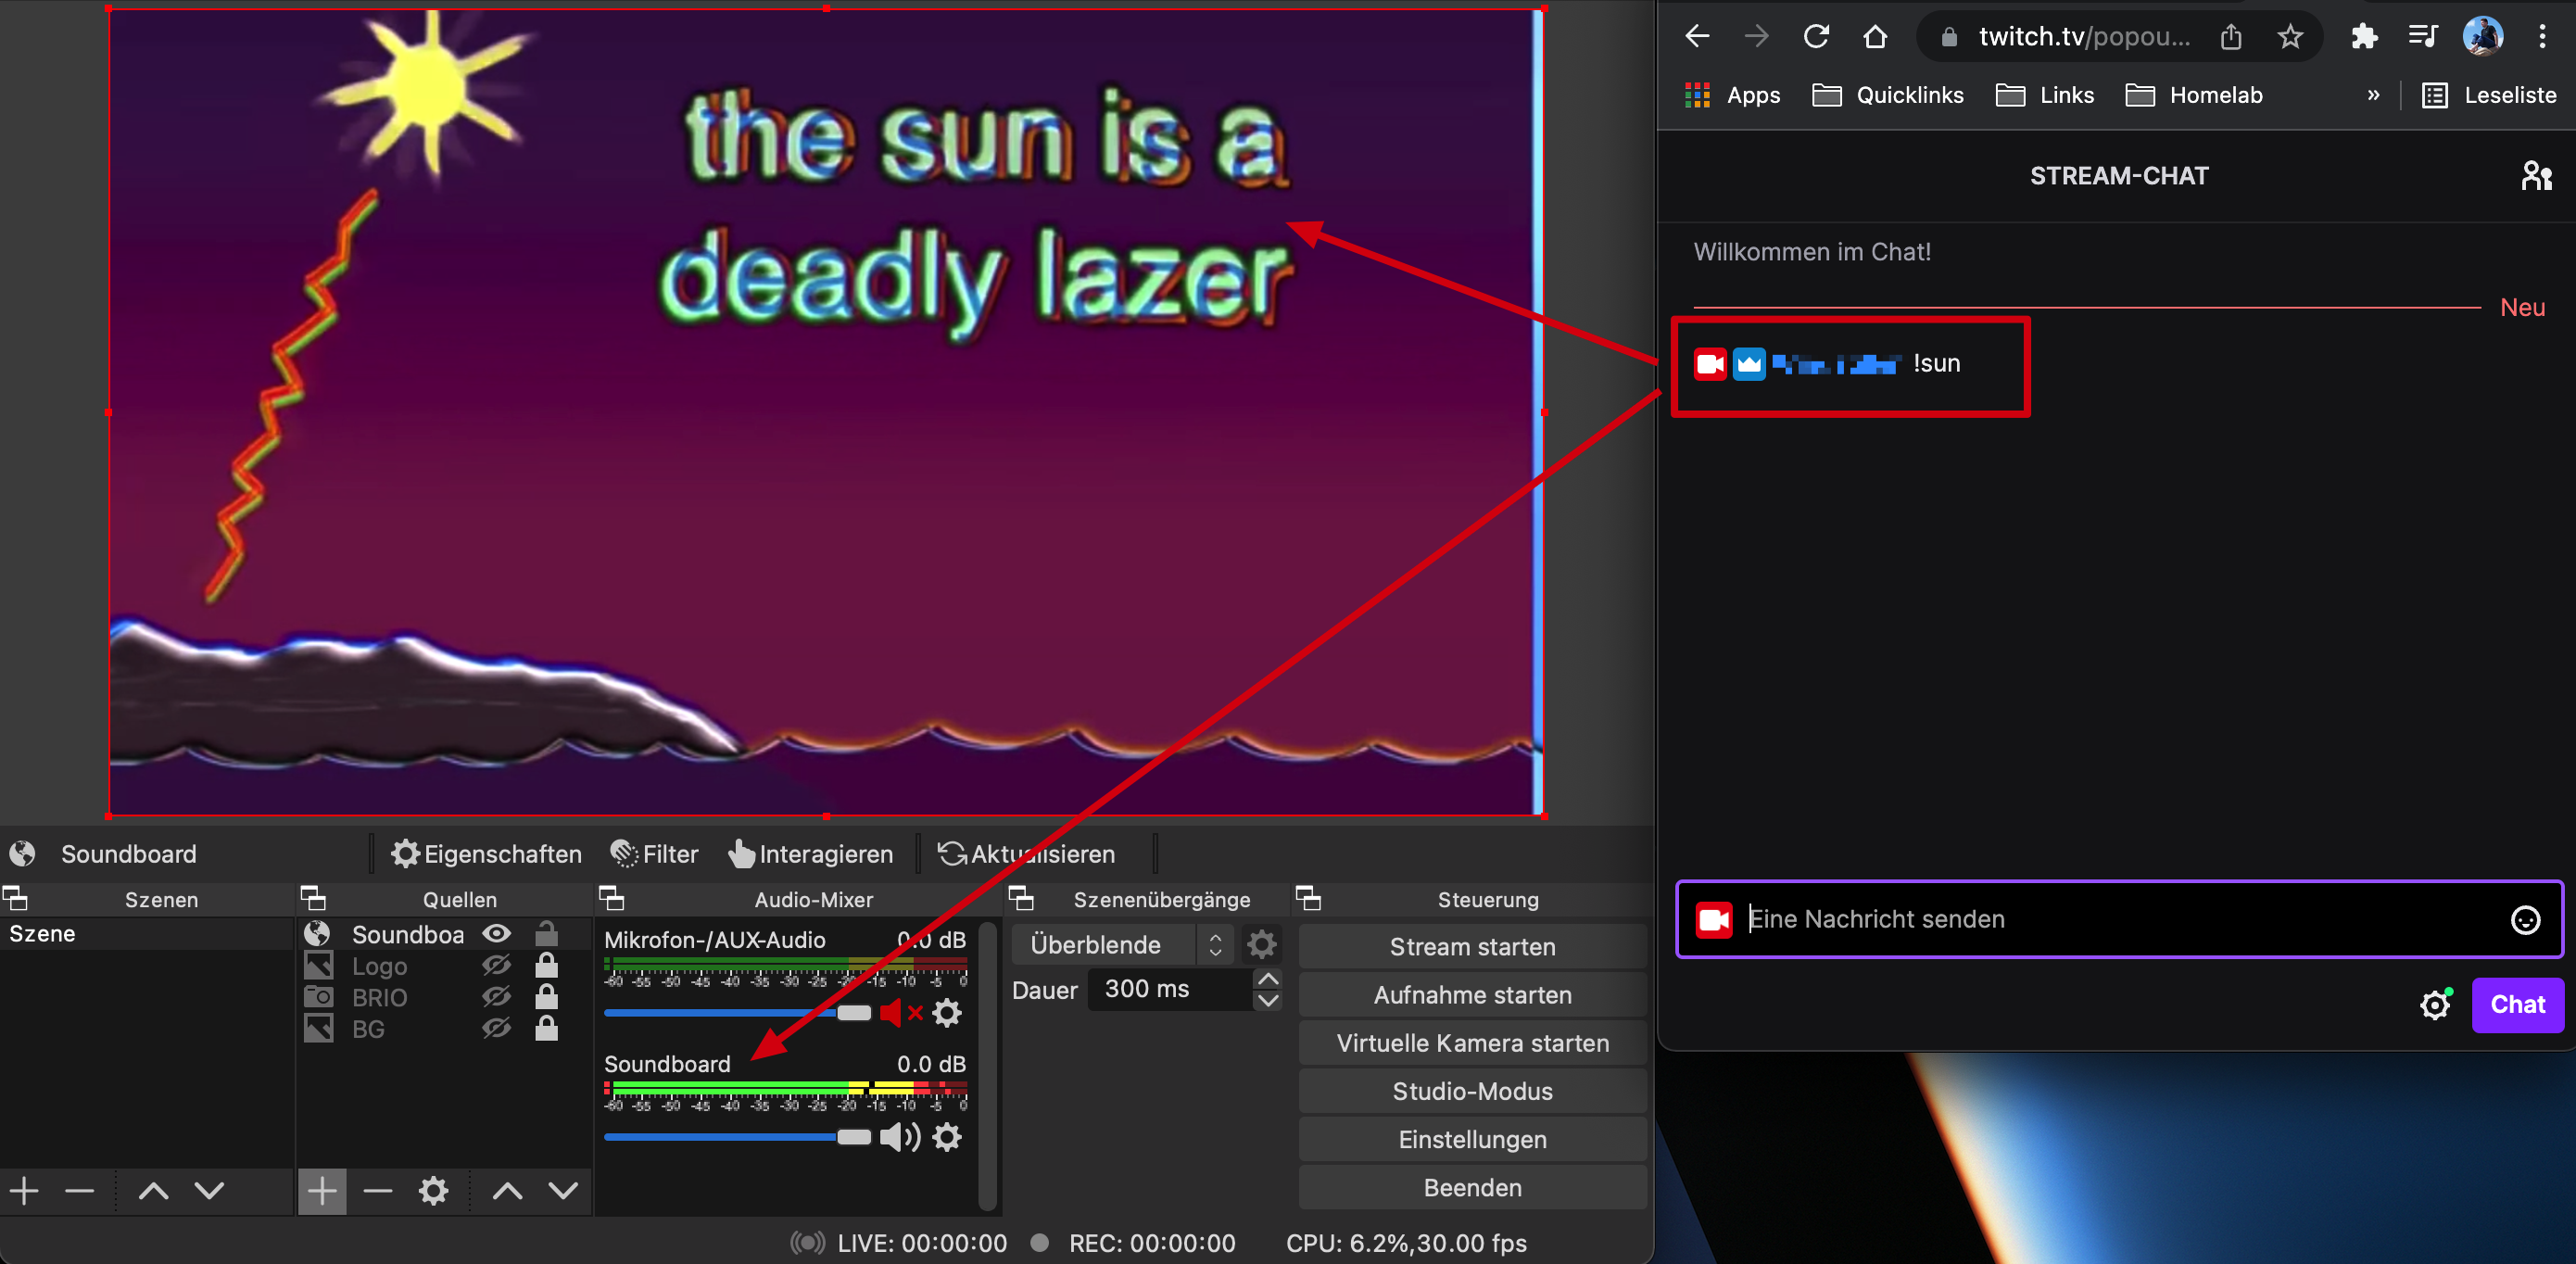 the sun is a
deadly lazer
twitch.tv/popou...
Apps
Quicklinks
Links
Homelab
»
Leseliste
STREAM-CHAT
Willkommen im Chat!
Neu
!sun
Eine Nachricht senden
Chat
Soundboard
Eigenschaften
Filter
Interagieren
Aktualisieren
Szenen
Quellen
Audio-Mixer
Szenenübergänge
Steuerung
Szene
Soundboa
Logo
BRIO
BG
Mikrofon-/AUX-Audio 0.0 dB
-60 -55 -50 -45 -40 -35 -30 -25 -20 -15 -10 -5 0
Soundboard 0.0 dB
-60 -55 -50 -45 -40 -35 -30 -25 -20 -15 -10 -5 0
Überblende
Dauer 300 ms
Stream starten
Aufnahme starten
Virtuelle Kamera starten
Studio-Modus
Einstellungen
Beenden
LIVE: 00:00:00
REC: 00:00:00
CPU: 6.2%,30.00 fps